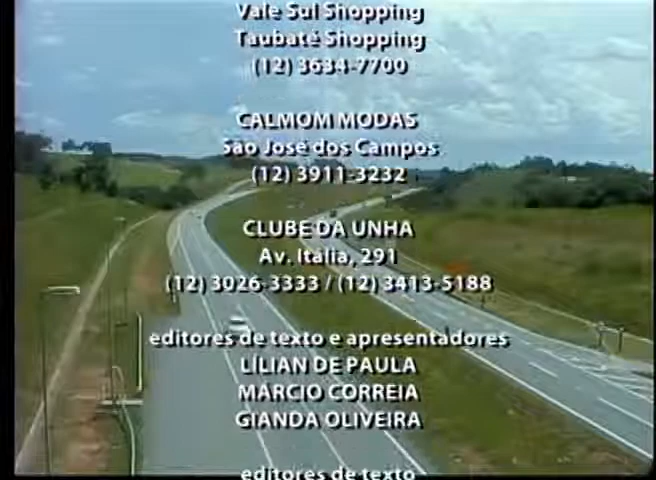 Vale Sul Shopping
Taubaté Shopping
(12) 3634-7700
CALMOM MODAS
São José dos Campos
(12) 3911-3232
CLUBE DA UNHA
Av. Itália, 291
(12) 3026-3333 / (12) 3413-5188
editores de texto e apresentadores
LÍLIAN DE PAULA
MÁRCIO CORREIA
GIANDA OLIVEIRA
editores de texto